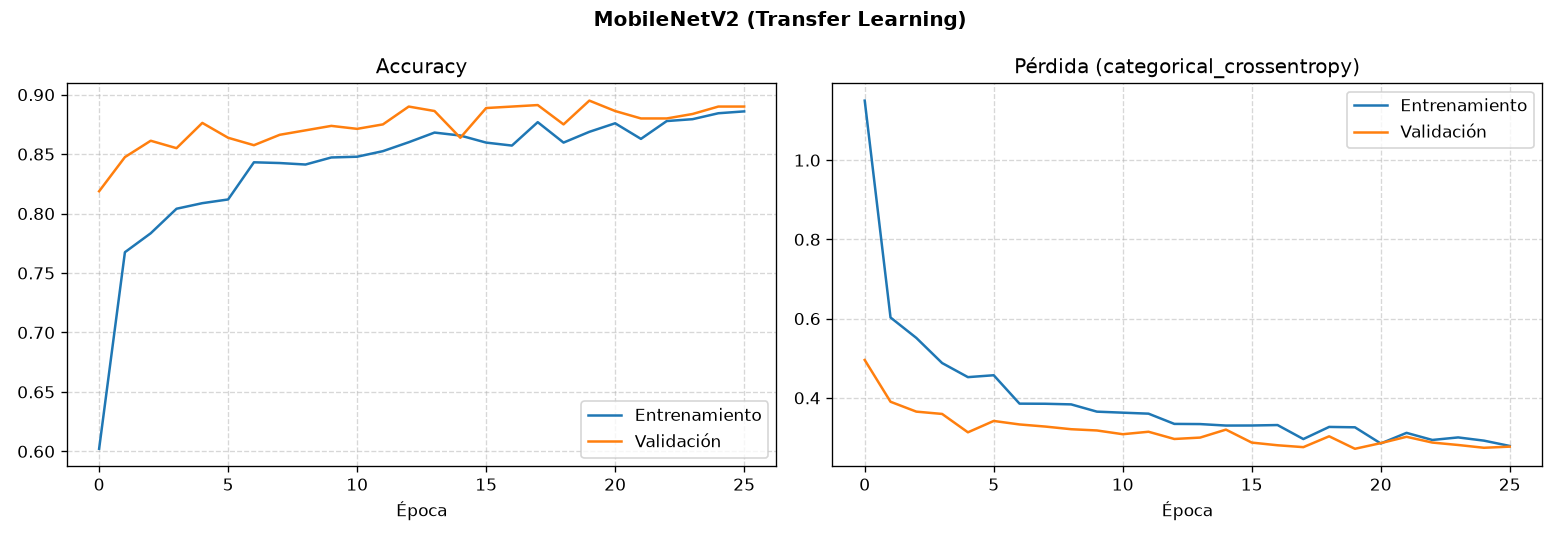 MobileNetV2 (Transfer Learning)
Accuracy
0.90
0.85
0.80
0.75
0.70
0.65
0.60
0 5 10 15 20 25
Época
Entrenamiento
Validación
Pérdida (categorical_crossentropy)
1.0
0.8
0.6
0.4
0 5 10 15 20 25
Época
Entrenamiento
Validación